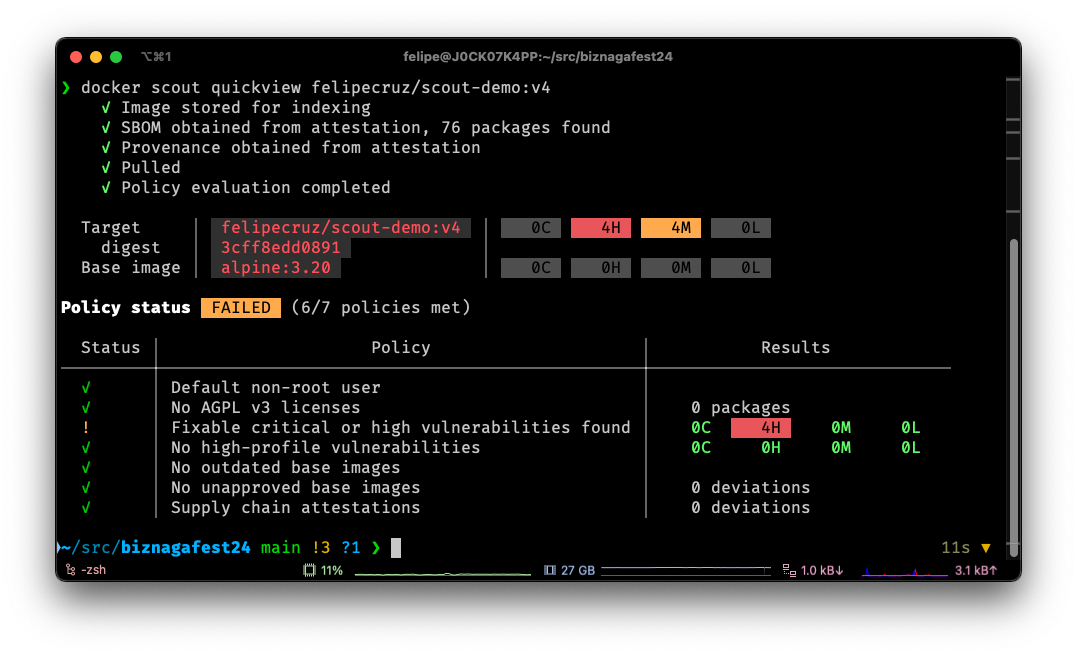 ⌥⌘1 felipe@J0CK07K4PP:~/src/biznagafest24
❯ docker scout quickview felipecruz/scout-demo:v4
√ Image stored for indexing
√ SBOM obtained from attestation, 76 packages found
√ Provenance obtained from attestation
√ Pulled
√ Policy evaluation completed
Target │ felipecruz/scout-demo:v4 │ 0C 4H 4M 0L
digest │ 3cff8edd0891 │
Base image │ alpine:3.20 │ 0C 0H 0M 0L
Policy status FAILED (6/7 policies met)
Status │ Policy │ Results
√ │ Default non-root user │
√ │ No AGPL v3 licenses │ 0 packages
! │ Fixable critical or high vulnerabilities found │ 0C 4H 0M 0L
√ │ No high-profile vulnerabilities │ 0C 0H 0M 0L
√ │ No outdated base images │
√ │ No unapproved base images │ 0 deviations
√ │ Supply chain attestations │ 0 deviations
~/src/biznagafest24 main !3 ?1 ❯ 11s ▼
-zsh 11% 27 GB 1.0 kB↓ 3.1 kB↑